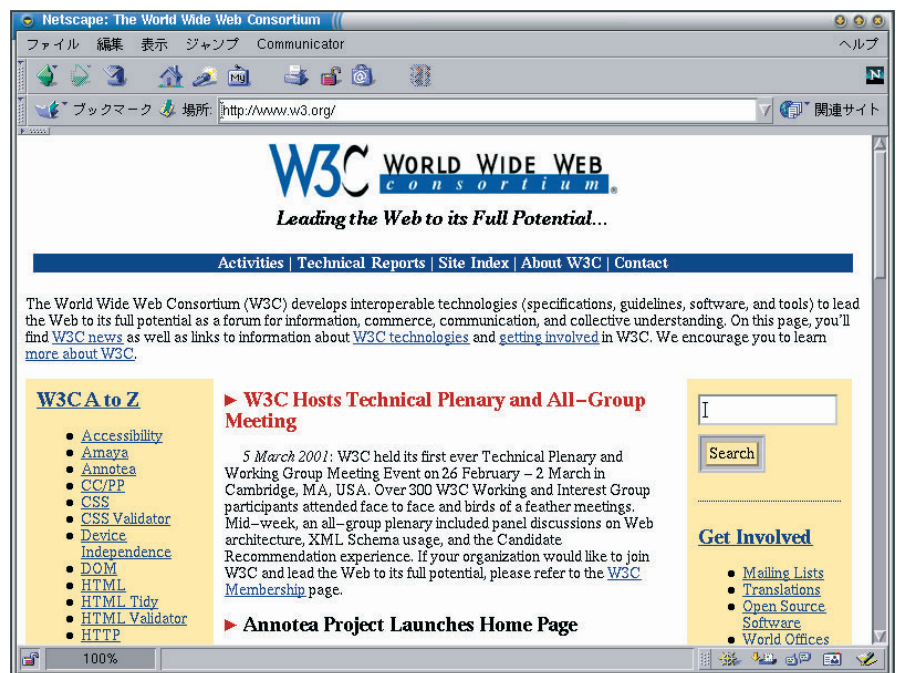 Netscape: The World Wide Web Consortium
ファイル 編集 表示 ジャンプ Communicator ヘルプ
My
N
ブックマーク 場所: http://www.w3.org/ 関連サイト
W3C WORLD WIDE WEB
consortium®
Leading the Web to its Full Potential...
Activities | Technical Reports | Site Index | About W3C | Contact
The World Wide Web Consortium (W3C) develops interoperable technologies (specifications, guidelines, software, and tools) to lead
the Web to its full potential as a forum for information, commerce, communication, and collective understanding. On this page, you'll
find W3C news as well as links to information about W3C technologies and getting involved in W3C. We encourage you to learn
more about W3C.
W3C A to Z
Accessibility
Amaya
Annotea
CC/PP
CSS
CSS Validator
Device
Independence
DOM
HTML
HTML Tidy
HTML Validator
HTTP
W3C Hosts Technical Plenary and All-Group
Meeting
5 March 2001: W3C held its first ever Technical Plenary and
Working Group Meeting Event on 26 February – 2 March in
Cambridge, MA, USA. Over 300 W3C Working and Interest Group
participants attended face to face and birds of a feather meetings.
Mid-week, an all-group plenary included panel discussions on Web
architecture, XML Schema usage, and the Candidate
Recommendation experience. If your organization would like to join
W3C and lead the Web to its full potential, please refer to the W3C
Membership page.
Annotea Project Launches Home Page
Search
Get Involved
Mailing Lists
Translations
Open Source
Software
World Offices
100%